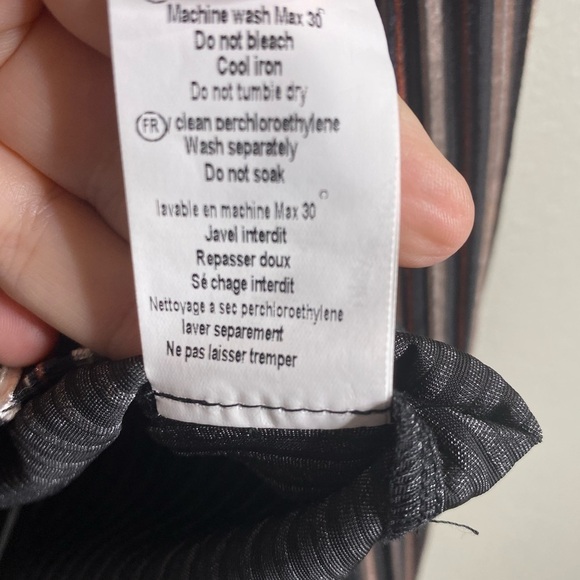 Machine wash Max 30°
Do not bleach
Cool iron
Do not tumble dry
FR y clean perchloroethylene
Wash separately
Do not soak
lavable en machine Max 30°
Javel interdit
Repasser doux
Sé chage interdit
Nettoyage a sec perchloroethylene
laver separement
Ne pas laisser tremper